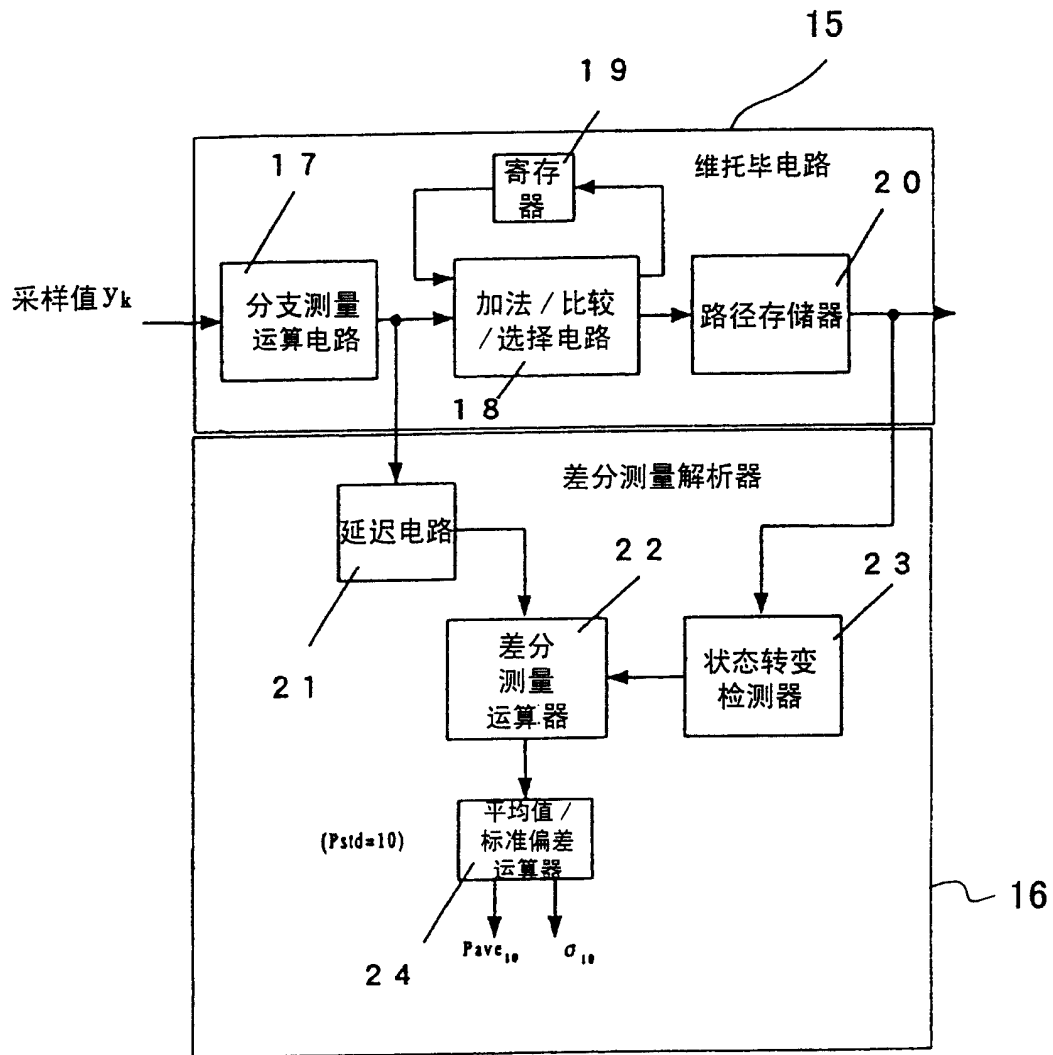 15
19
17
寄存
器
维托毕电路
20
采样值yk
分支测量
运算电路
加法/比较
/选择电路
路径存储器
18
差分测量解析器
延迟电路
22
23
21
差分
测量
运算器
状态转变
检测器
(Pstd=10)
平均值/
标准偏差
运算器
16
Pave10
σ10
24